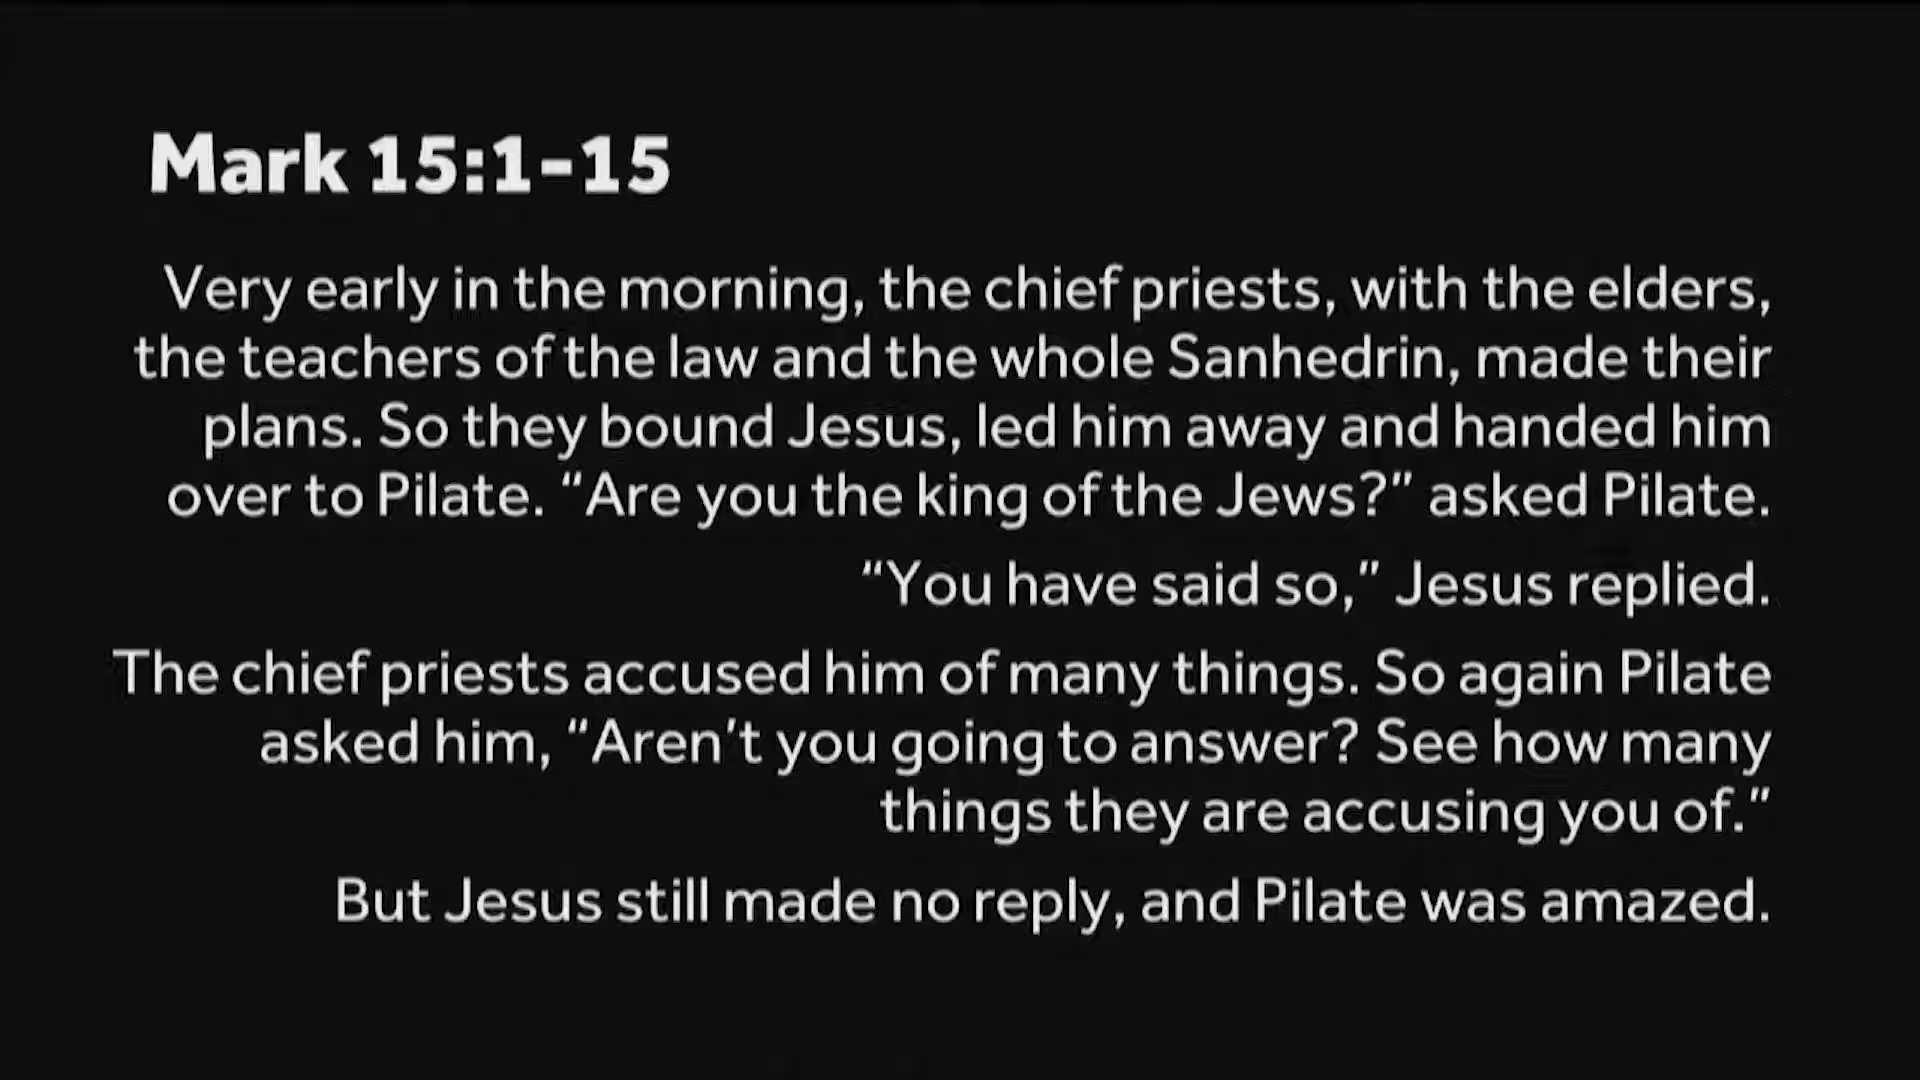 Mark 15:1-15
Very early in the morning, the chief priests, with the elders,
the teachers of the law and the whole Sanhedrin, made their
plans. So they bound Jesus, led him away and handed him
over to Pilate. “Are you the king of the Jews?” asked Pilate.
“You have said so,” Jesus replied.
The chief priests accused him of many things. So again Pilate
asked him, “Aren’t you going to answer? See how many
things they are accusing you of.”
But Jesus still made no reply, and Pilate was amazed.